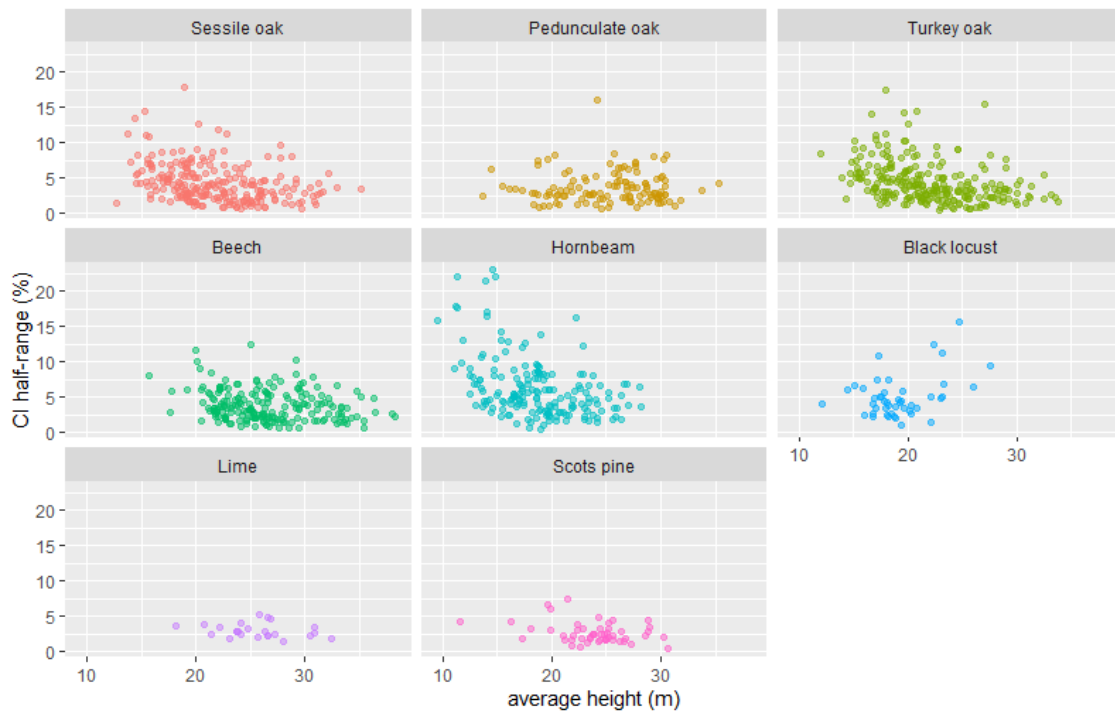 Sessile oak
Pedunculate oak
Turkey oak
20
15
10
5
0
Beech
Hornbeam
Black locust
20
15
10
5
0
10
20
30
Lime
Scots pine
20
15
10
5
0
10
20
30
10
20
30
CI half-range (%)
average height (m)